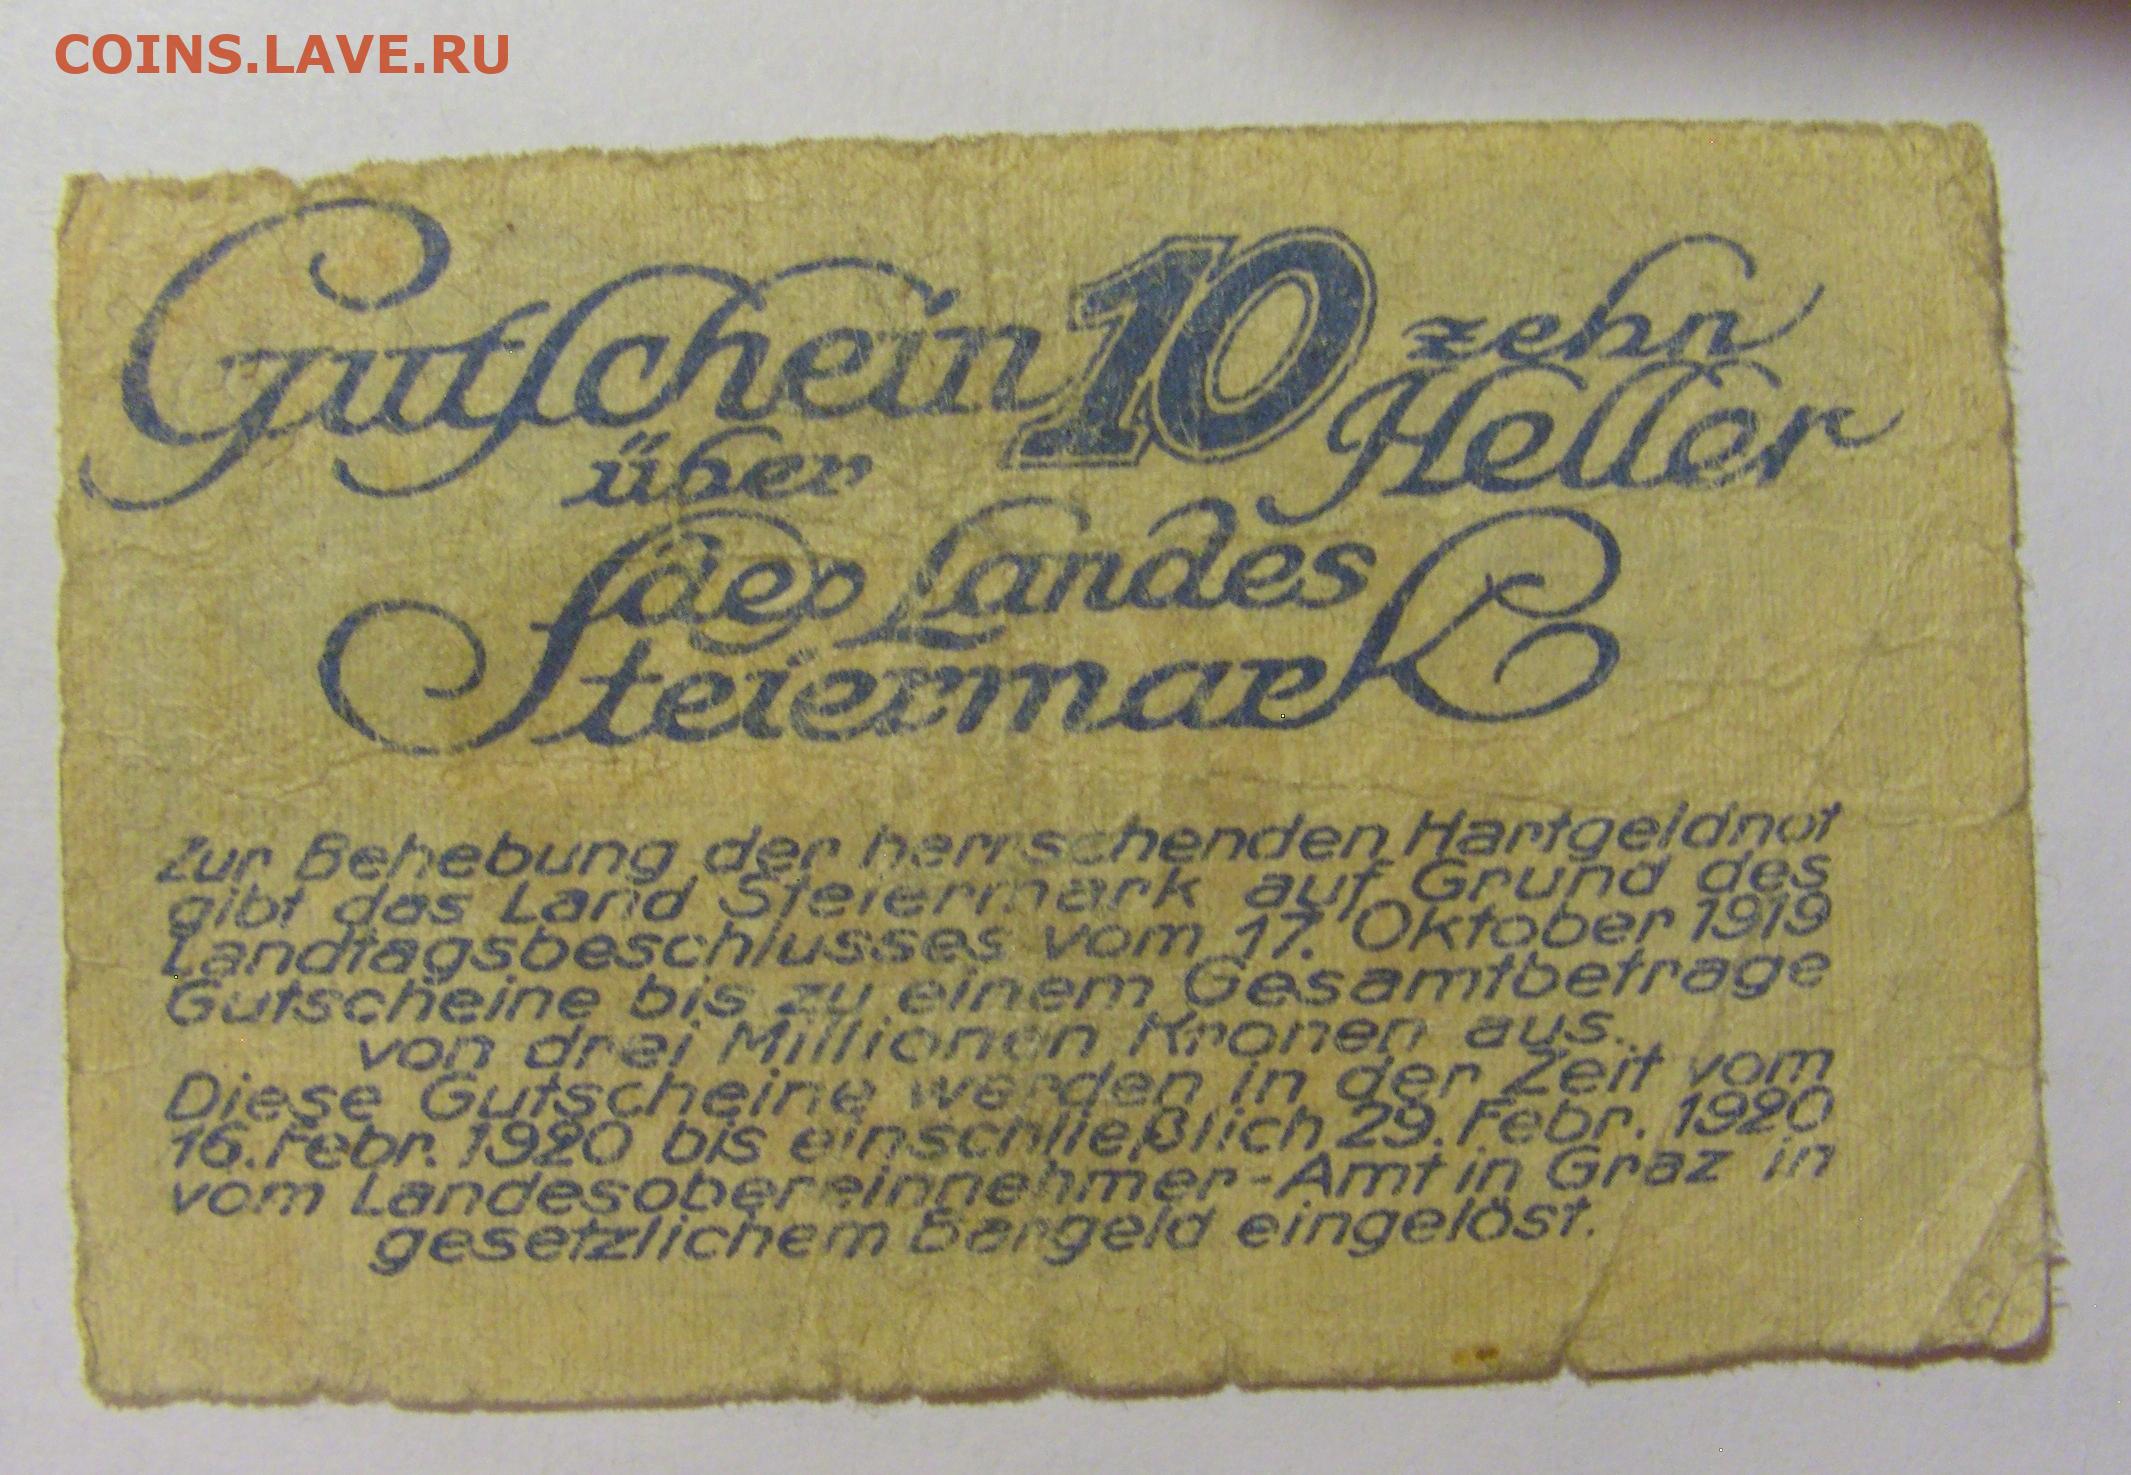 COINS.LAVE.RU
Gutschein 10 zehn
über Heller
des Landes
Steiermark
Zur Behebung der herrschenden Hartgeldnot
gibt das Land Steiermark auf Grund des
Landtagsbeschlusses vom 17. Oktober 1919
Gutscheine bis zu einem Gesamtbetrage
von drei Millionen Kronen aus.
Diese Gutscheine werden in der Zeit vom
16. Febr. 1920 bis einschließlich 29. Febr. 1920
vom Landesobereinnehmer-Amt in Graz in
gesetzlichem Bargeld eingelöst.